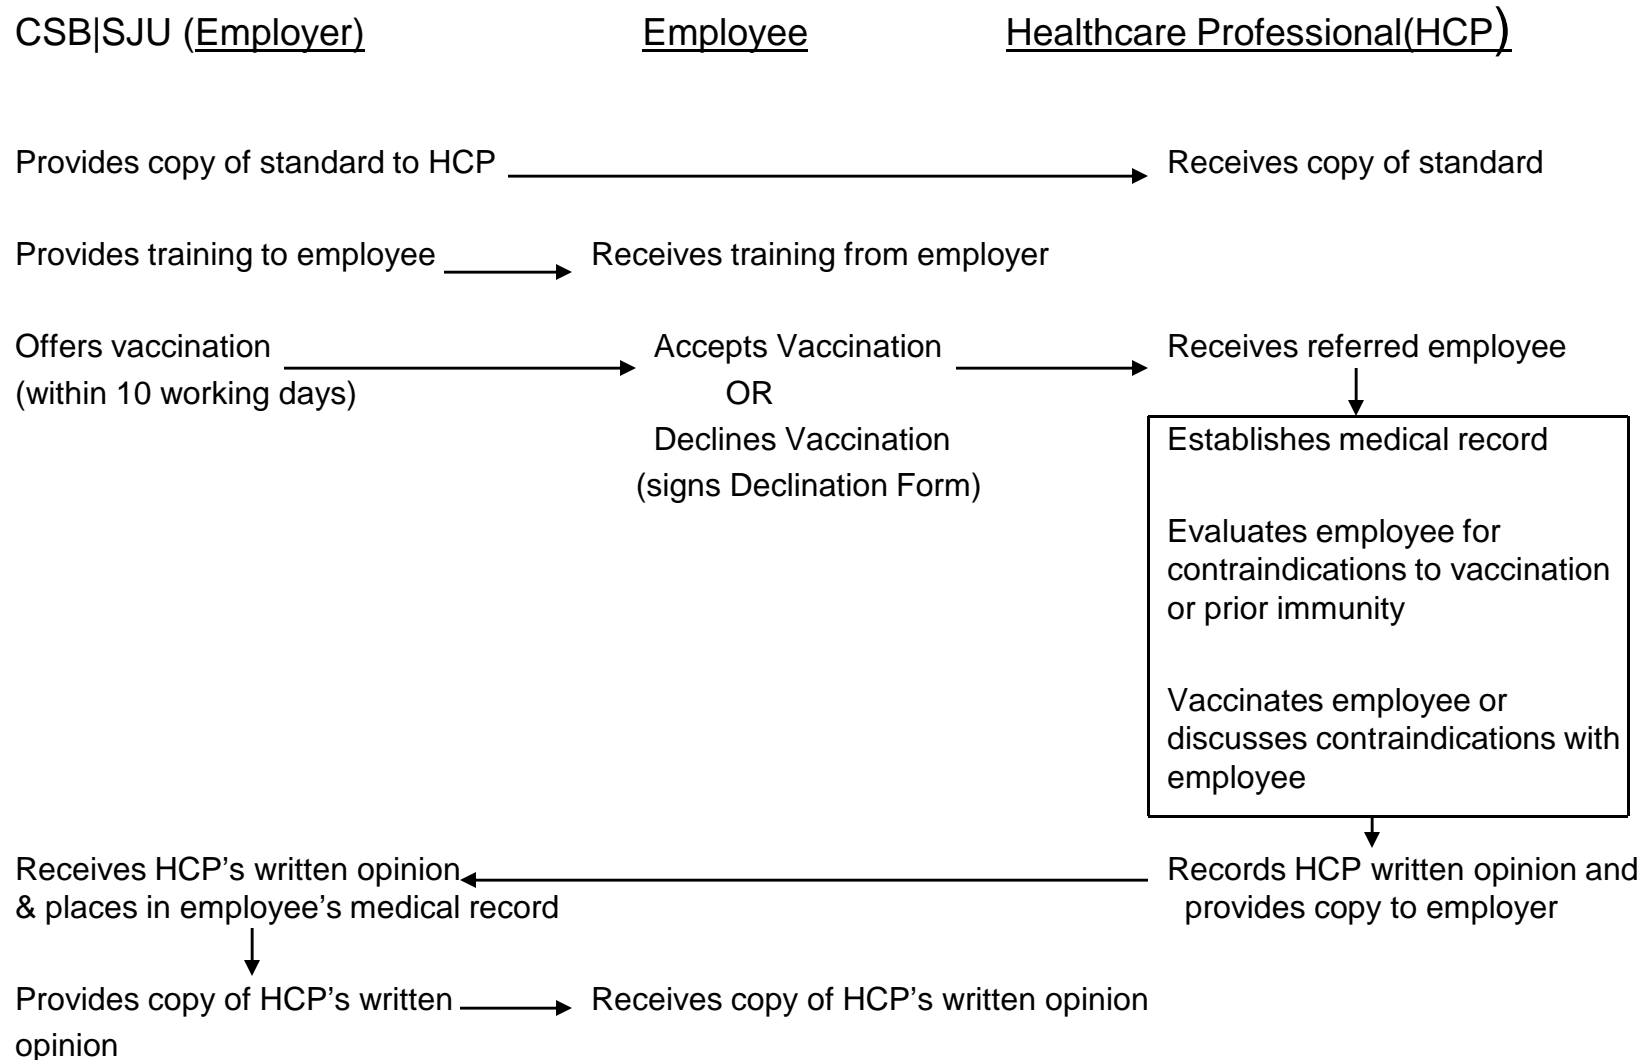 CSB|SJU (Employer)
Employee
Healthcare Professional(HCP)
Provides copy of standard to HCP
Receives copy of standard
Provides training to employee
Receives training from employer
Offers vaccination
(within 10 working days)
Accepts Vaccination
OR
Declines Vaccination
(signs Declination Form)
Receives referred employee
Establishes medical record
Evaluates employee for
contraindications to vaccination
or prior immunity
Vaccinates employee or
discusses contraindications with
employee
Records HCP written opinion and
provides copy to employer
Receives HCP’s written opinion
& places in employee’s medical record
Provides copy of HCP’s written
opinion
Receives copy of HCP’s written opinion